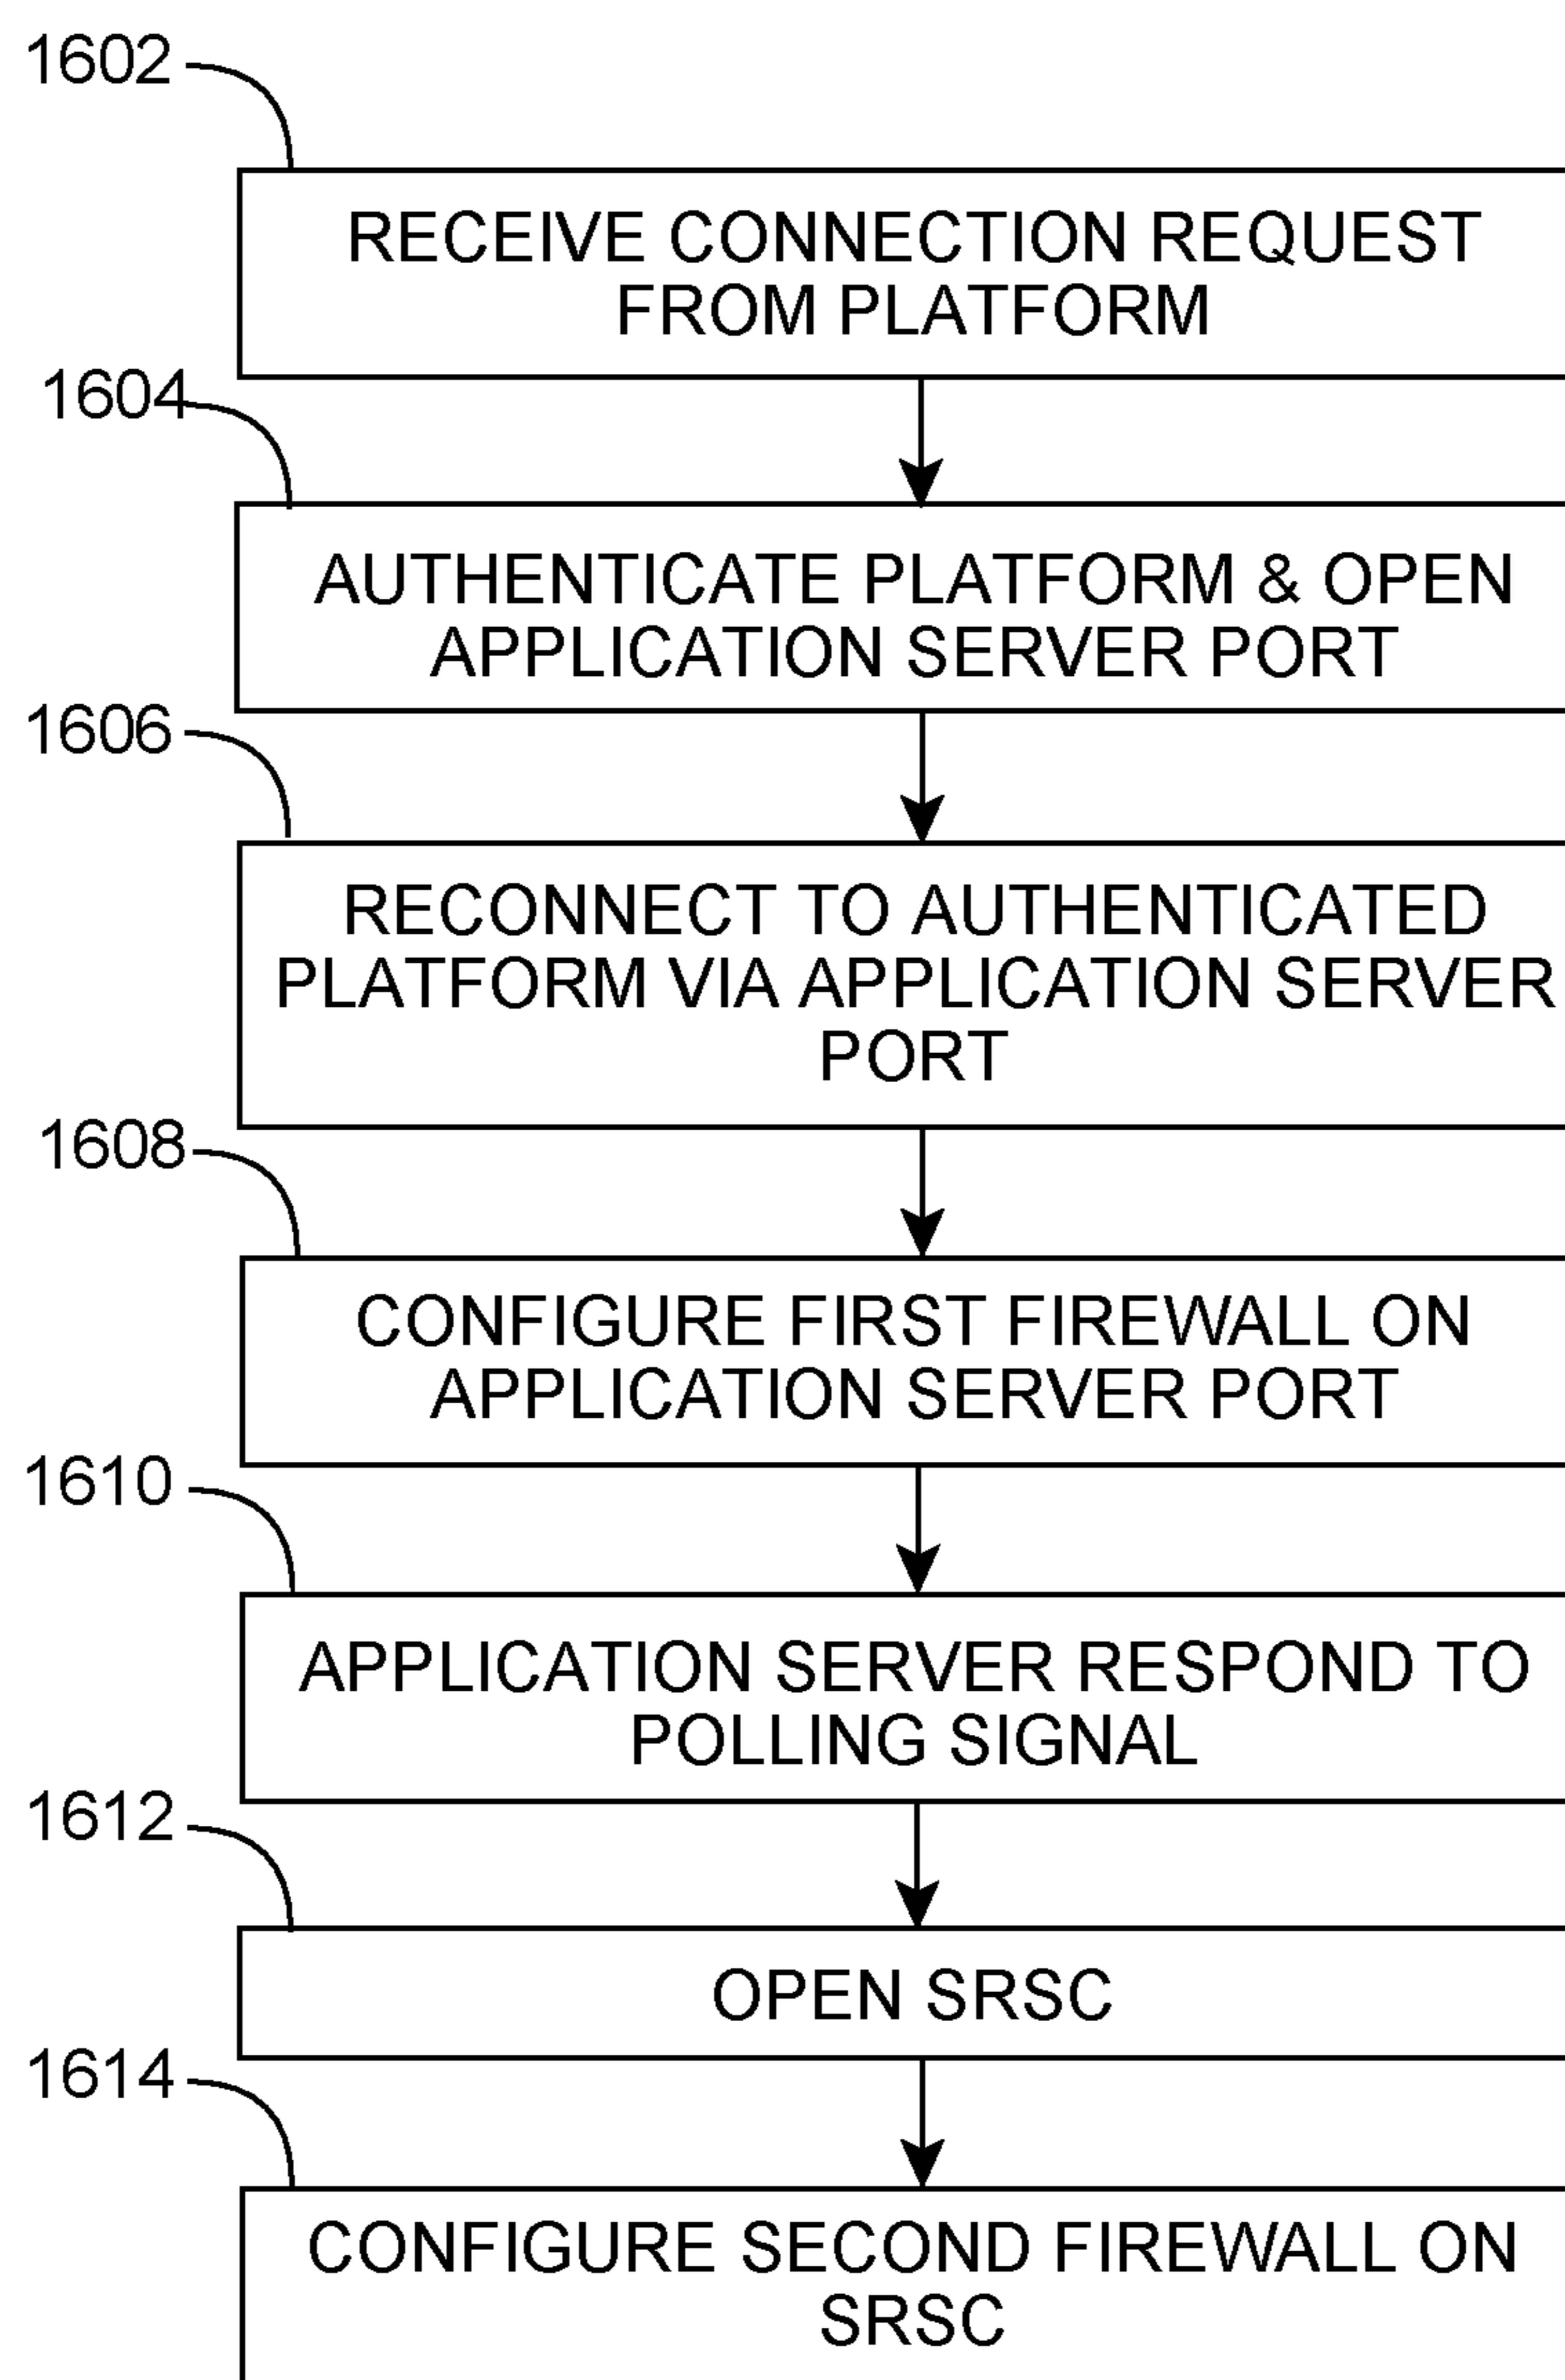 1602
RECEIVE CONNECTION REQUEST
FROM PLATFORM
1604
AUTHENTICATE PLATFORM & OPEN
APPLICATION SERVER PORT
1606
RECONNECT TO AUTHENTICATED
PLATFORM VIA APPLICATION SERVER
PORT
1608
CONFIGURE FIRST FIREWALL ON
APPLICATION SERVER PORT
1610
APPLICATION SERVER RESPOND TO
POLLING SIGNAL
1612
OPEN SRSC
1614
CONFIGURE SECOND FIREWALL ON
SRSC